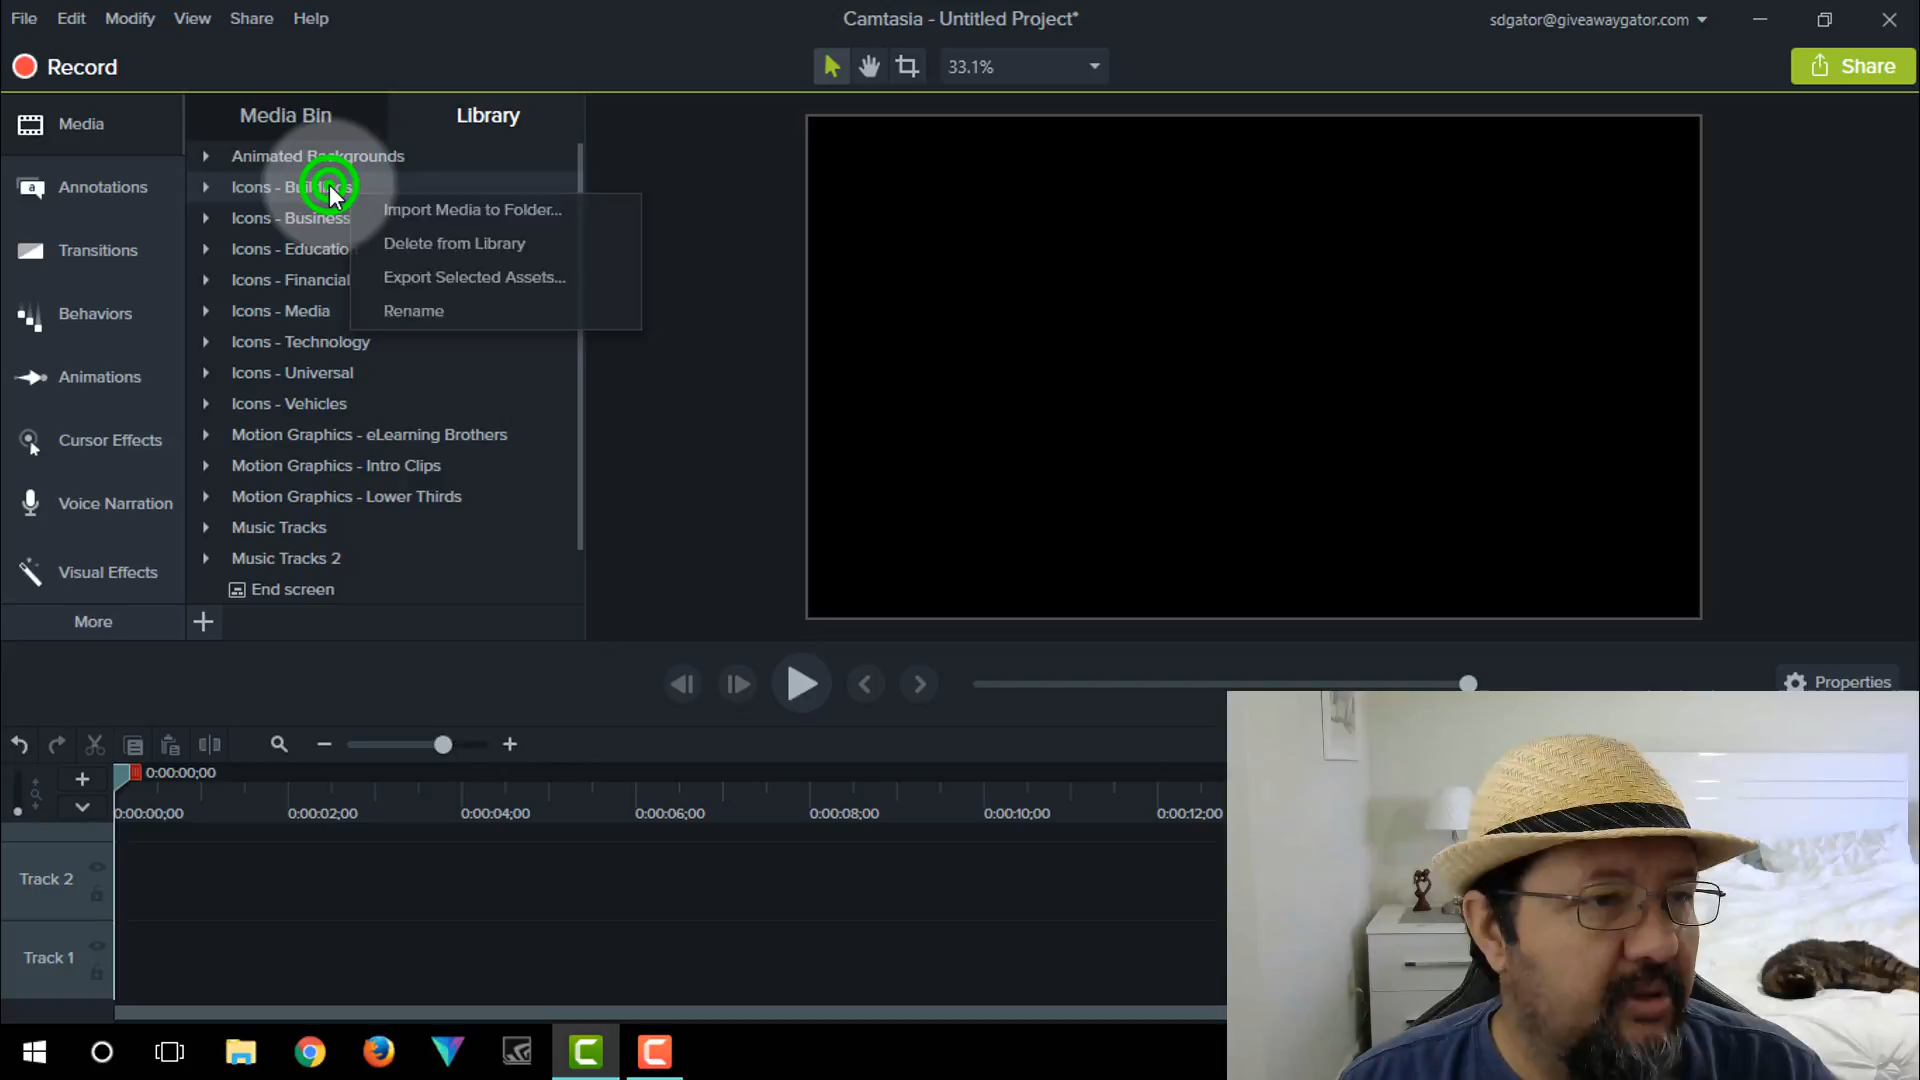 File Edit Modify View Share Help
Camtasia - Untitled Project*
sdgator@giveawaygator.com
Record
33.1%
Share
Media
Annotations
Transitions
Behaviors
Animations
Cursor Effects
Voice Narration
Visual Effects
More
Media Bin Library
Animated Backgrounds
Icons - Buildings
Icons - Business
Icons - Education
Icons - Financial
Icons - Media
Icons - Technology
Icons - Universal
Icons - Vehicles
Motion Graphics - eLearning Brothers
Motion Graphics - Intro Clips
Motion Graphics - Lower Thirds
Music Tracks
Music Tracks 2
End screen
Import Media to Folder...
Delete from Library
Export Selected Assets...
Rename
Properties
0:00:00;00
0:00:00;00 0:00:02;00 0:00:04;00 0:00:06;00 0:00:08;00 0:00:10;00 0:00:12;00
Track 2
Track 1